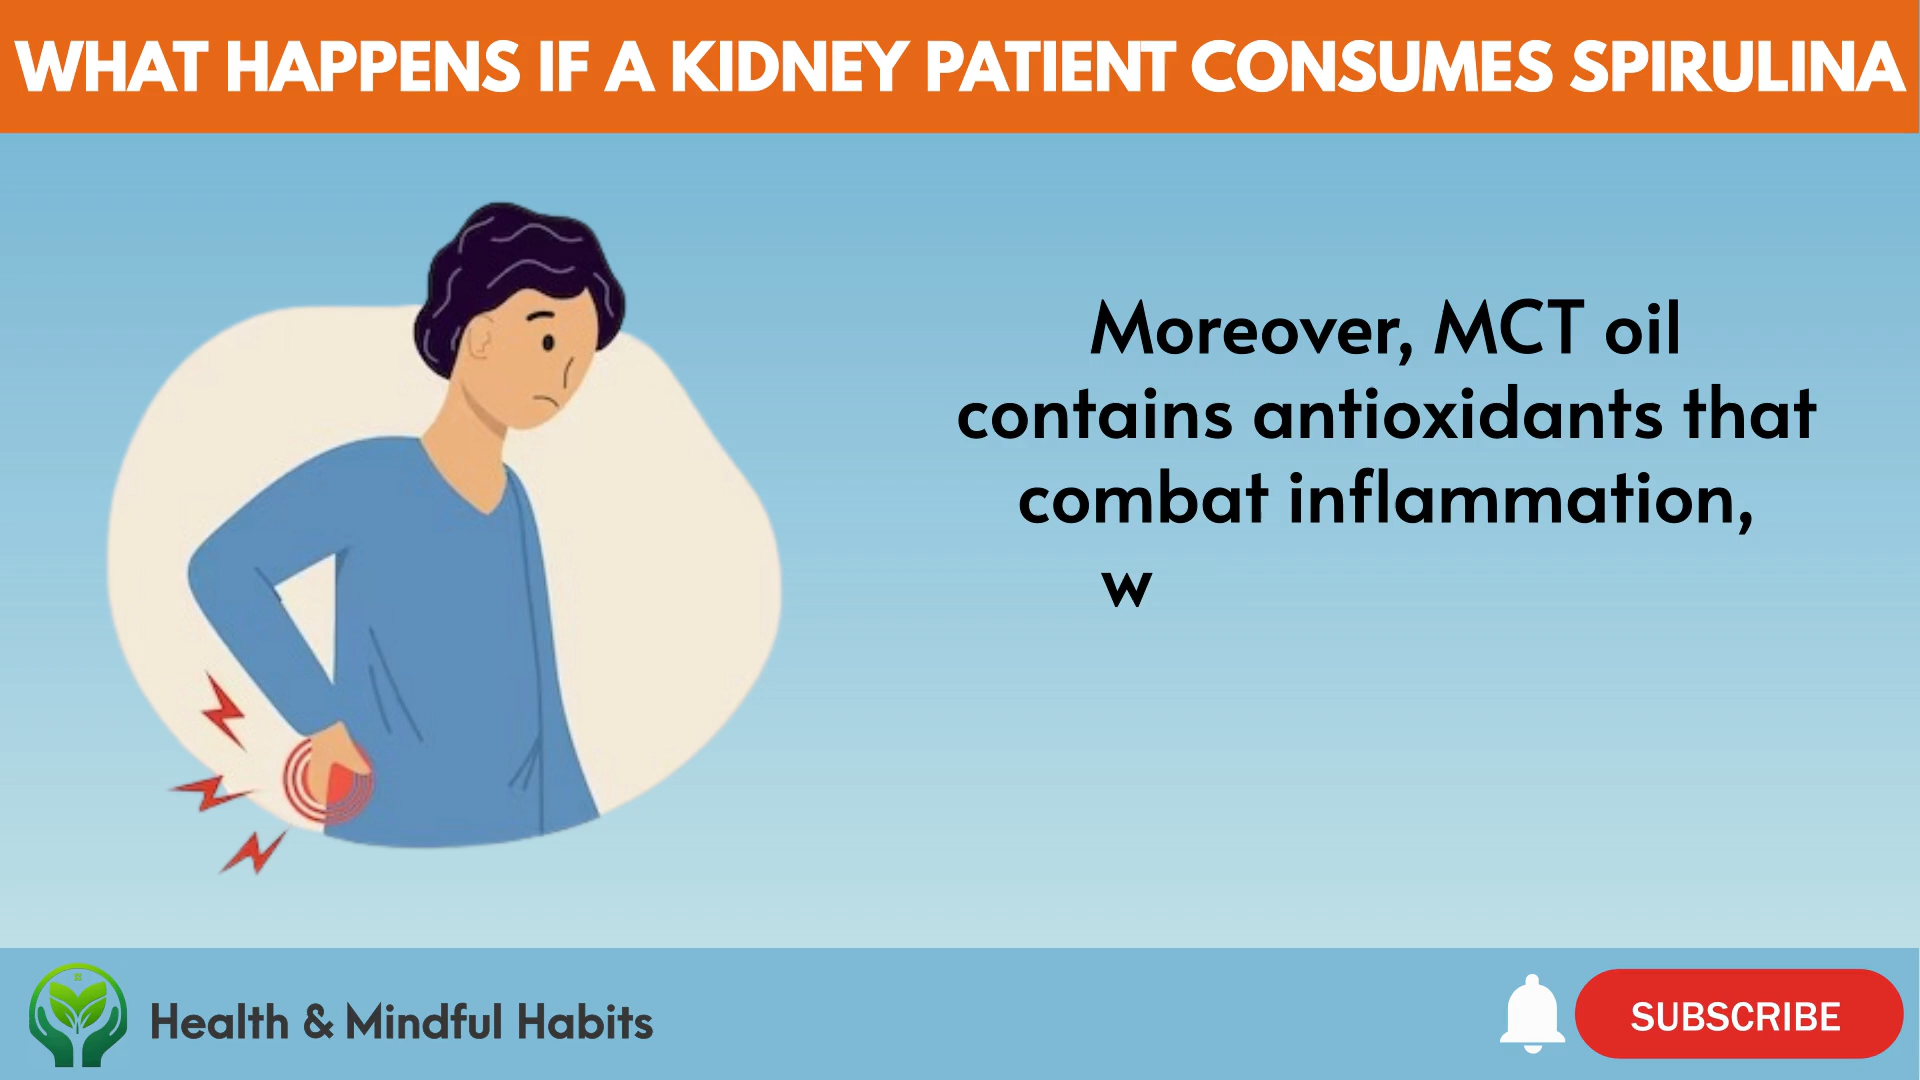 WHAT HAPPENS IF A KIDNEY PATIENT CONSUMES SPIRULINA
Moreover, MCT oil
contains antioxidants that
combat inflammation,
w
Health & Mindful Habits
SUBSCRIBE